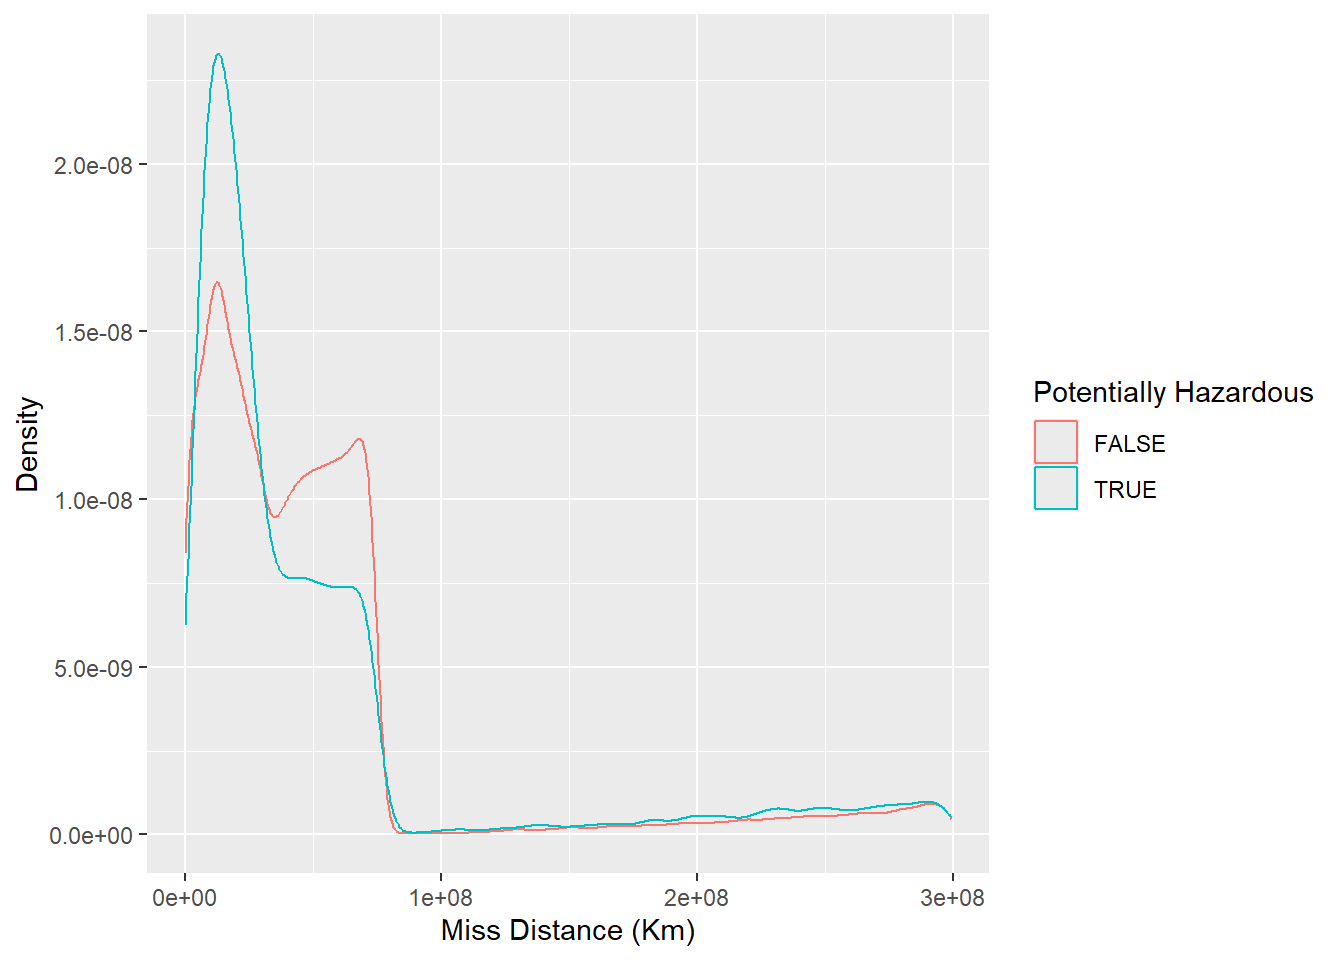 2.0e-08
1.5e-08
1.0e-08
5.0e-09
0.0e+00
Density
0e+00 1e+08 2e+08 3e+08
Miss Distance (Km)
Potentially Hazardous
FALSE
TRUE